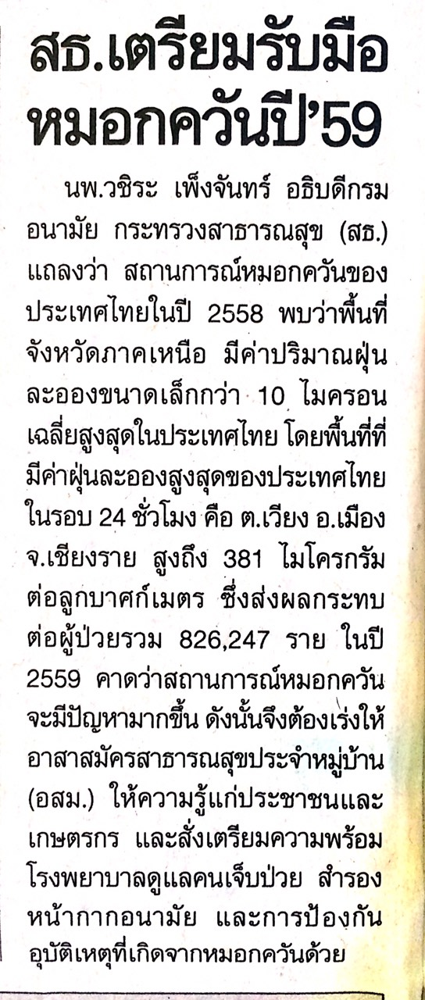 สธ.เตรียมรับมือ
หมอกควันปี’59
นพ.วชิระ เพ็งจันทร์ อธิบดีกรม
อนามัย กระทรวงสาธารณสุข (สธ.)
แถลงว่า สถานการณ์หมอกควันของ
ประเทศไทยในปี 2558 พบว่าพื้นที่
จังหวัดภาคเหนือ มีค่าปริมาณฝุ่น
ละอองขนาดเล็กกว่า 10 ไมครอน
เฉลี่ยสูงสุดในประเทศไทย โดยพื้นที่ที่
มีค่าฝุ่นละอองสูงสุดของประเทศไทย
ในรอบ 24 ชั่วโมง คือ ต.เวียง อ.เมือง
จ.เชียงราย สูงถึง 381 ไมโครกรัม
ต่อลูกบาศก์เมตร ซึ่งส่งผลกระทบ
ต่อผู้ป่วยรวม 826,247 ราย ในปี
2559 คาดว่าสถานการณ์หมอกควัน
จะมีปัญหามากขึ้น ดังนั้นจึงต้องเร่งให้
อาสาสมัครสาธารณสุขประจำหมู่บ้าน
(อสม.) ให้ความรู้แก่ประชาชนและ
เกษตรกร และสั่งเตรียมความพร้อม
โรงพยาบาลดูแลคนเจ็บป่วย สำรอง
หน้ากากอนามัย และการป้องกัน
อุบัติเหตุที่เกิดจากหมอกควันด้วย